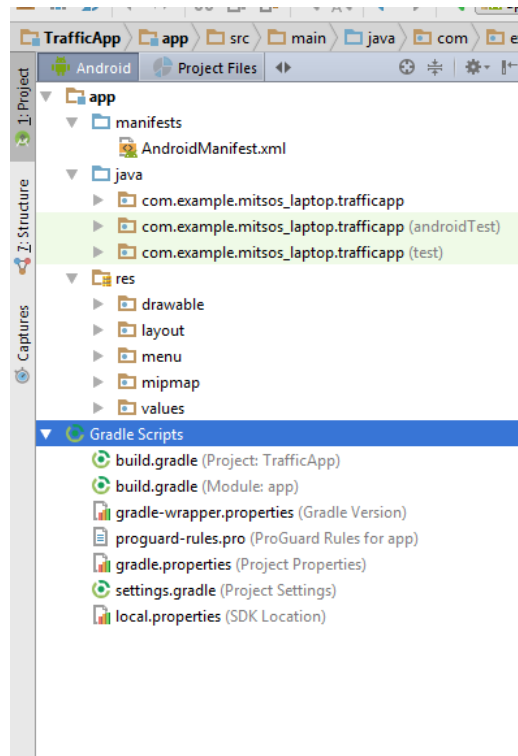 TrafficApp app src main java com e
Android Project Files
1: Project
7: Structure
Captures
app
manifests
AndroidManifest.xml
java
com.example.mitsos_laptop.trafficapp
com.example.mitsos_laptop.trafficapp (androidTest)
com.example.mitsos_laptop.trafficapp (test)
res
drawable
layout
menu
mipmap
values
Gradle Scripts
build.gradle (Project: TrafficApp)
build.gradle (Module: app)
gradle-wrapper.properties (Gradle Version)
proguard-rules.pro (ProGuard Rules for app)
gradle.properties (Project Properties)
settings.gradle (Project Settings)
local.properties (SDK Location)